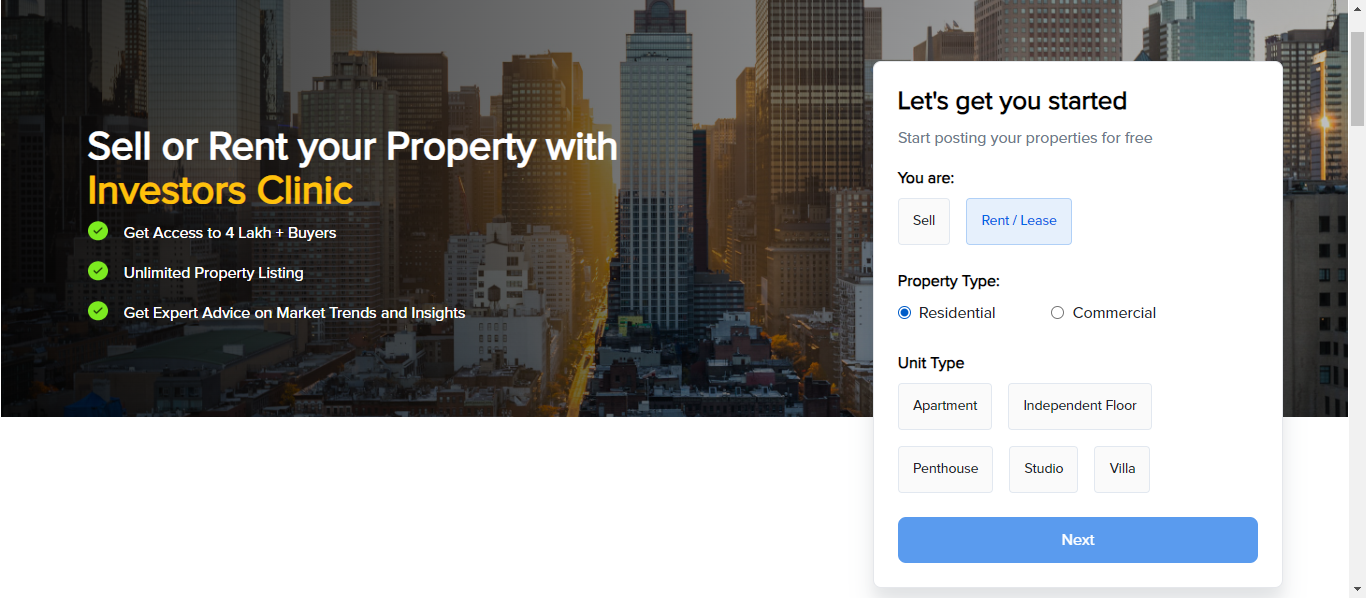 Sell or Rent your Property with
Investors Clinic
Get Access to 4 Lakh + Buyers
Unlimited Property Listing
Get Expert Advice on Market Trends and Insights
Let's get you started
Start posting your properties for free
You are:
Sell Rent / Lease
Property Type:
Residential Commercial
Unit Type
Apartment Independent Floor
Penthouse Studio Villa
Next